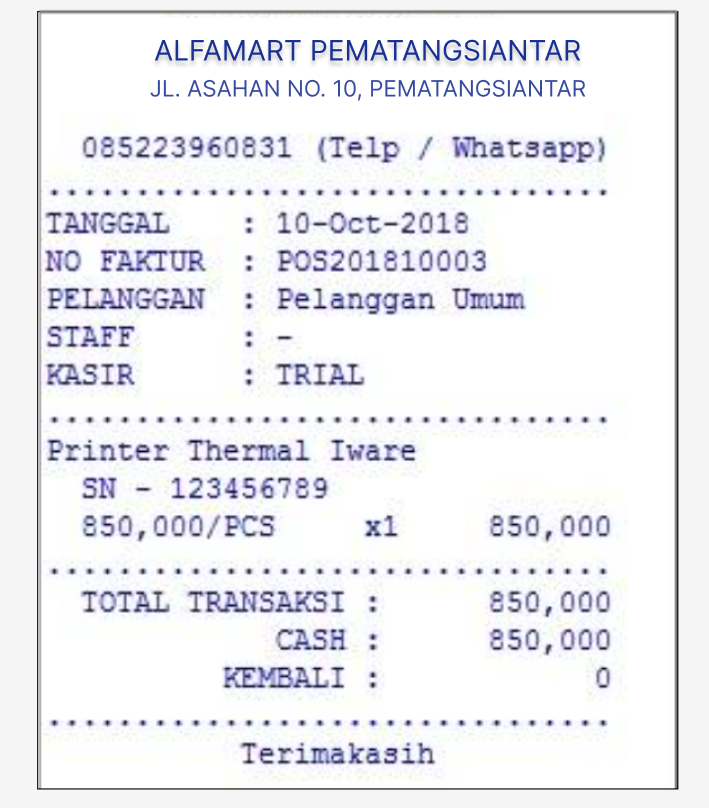 ALFAMART PEMATANGSIANTAR
JL. ASAHAN NO. 10, PEMATANGSIANTAR
085223960831 (Telp / Whatsapp)
TANGGAL : 10-Oct-2018
NO FAKTUR : POS201810003
PELANGGAN : Pelanggan Umum
STAFF : -
KASIR : TRIAL
Printer Thermal Iware
SN - 123456789
850,000/PCS x1 850,000
TOTAL TRANSAKSI : 850,000
CASH : 850,000
KEMBALI : 0
Terimakasih